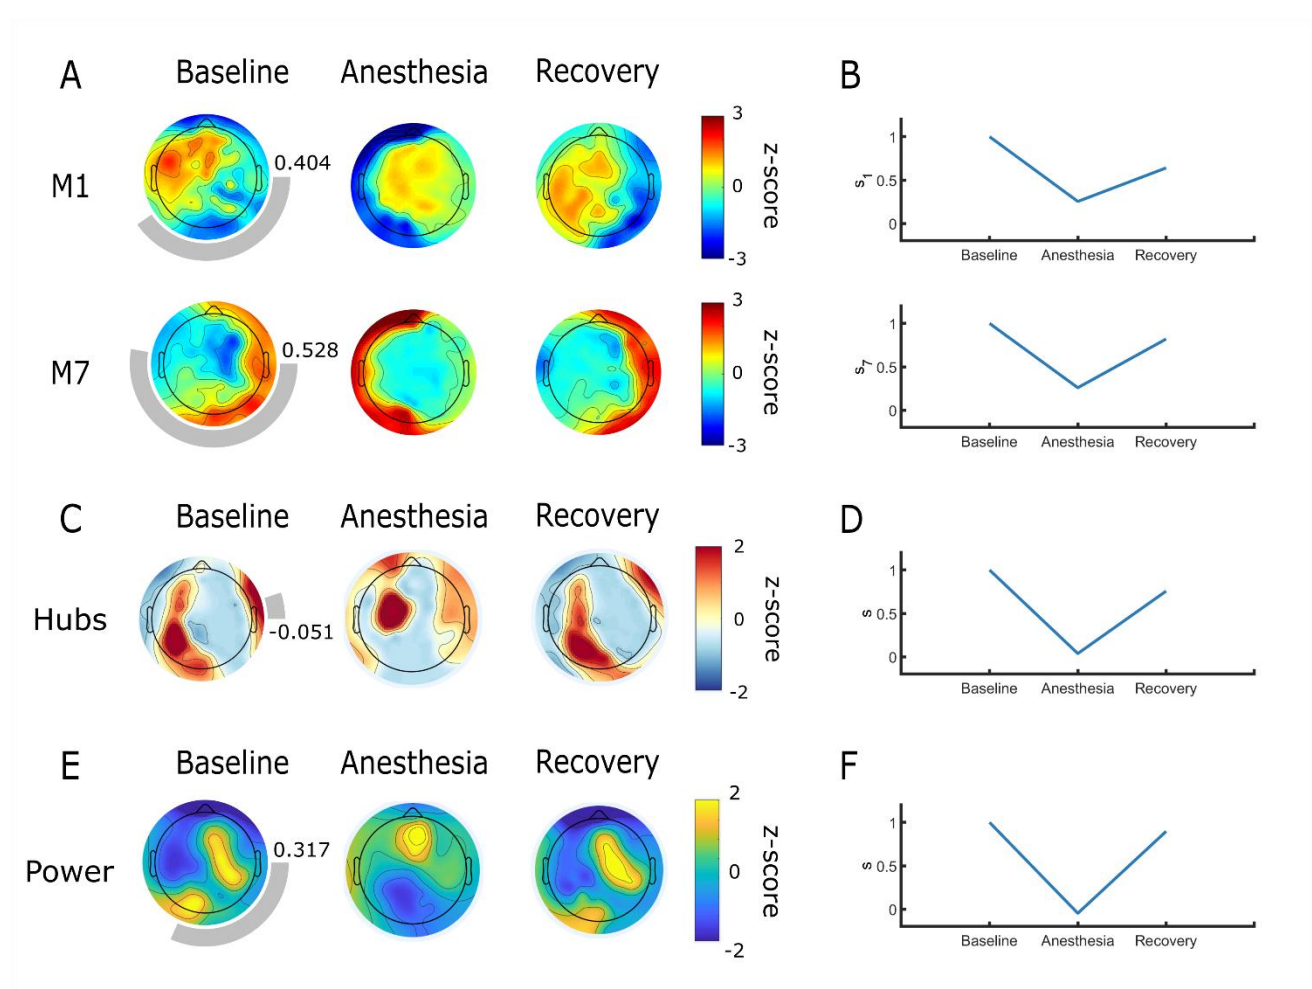 A Baseline Anesthesia Recovery B
M1
0.404
3
0
-3
z-score
s1
1
0.5
0
Baseline Anesthesia Recovery
M7
0.528
3
0
-3
z-score
s7
1
0.5
0
Baseline Anesthesia Recovery
C Baseline Anesthesia Recovery D
Hubs
-0.051
2
0
-2
z-score
s
1
0.5
0
Baseline Anesthesia Recovery
E Baseline Anesthesia Recovery F
Power
0.317
2
0
-2
z-score
s
1
0.5
0
Baseline Anesthesia Recovery